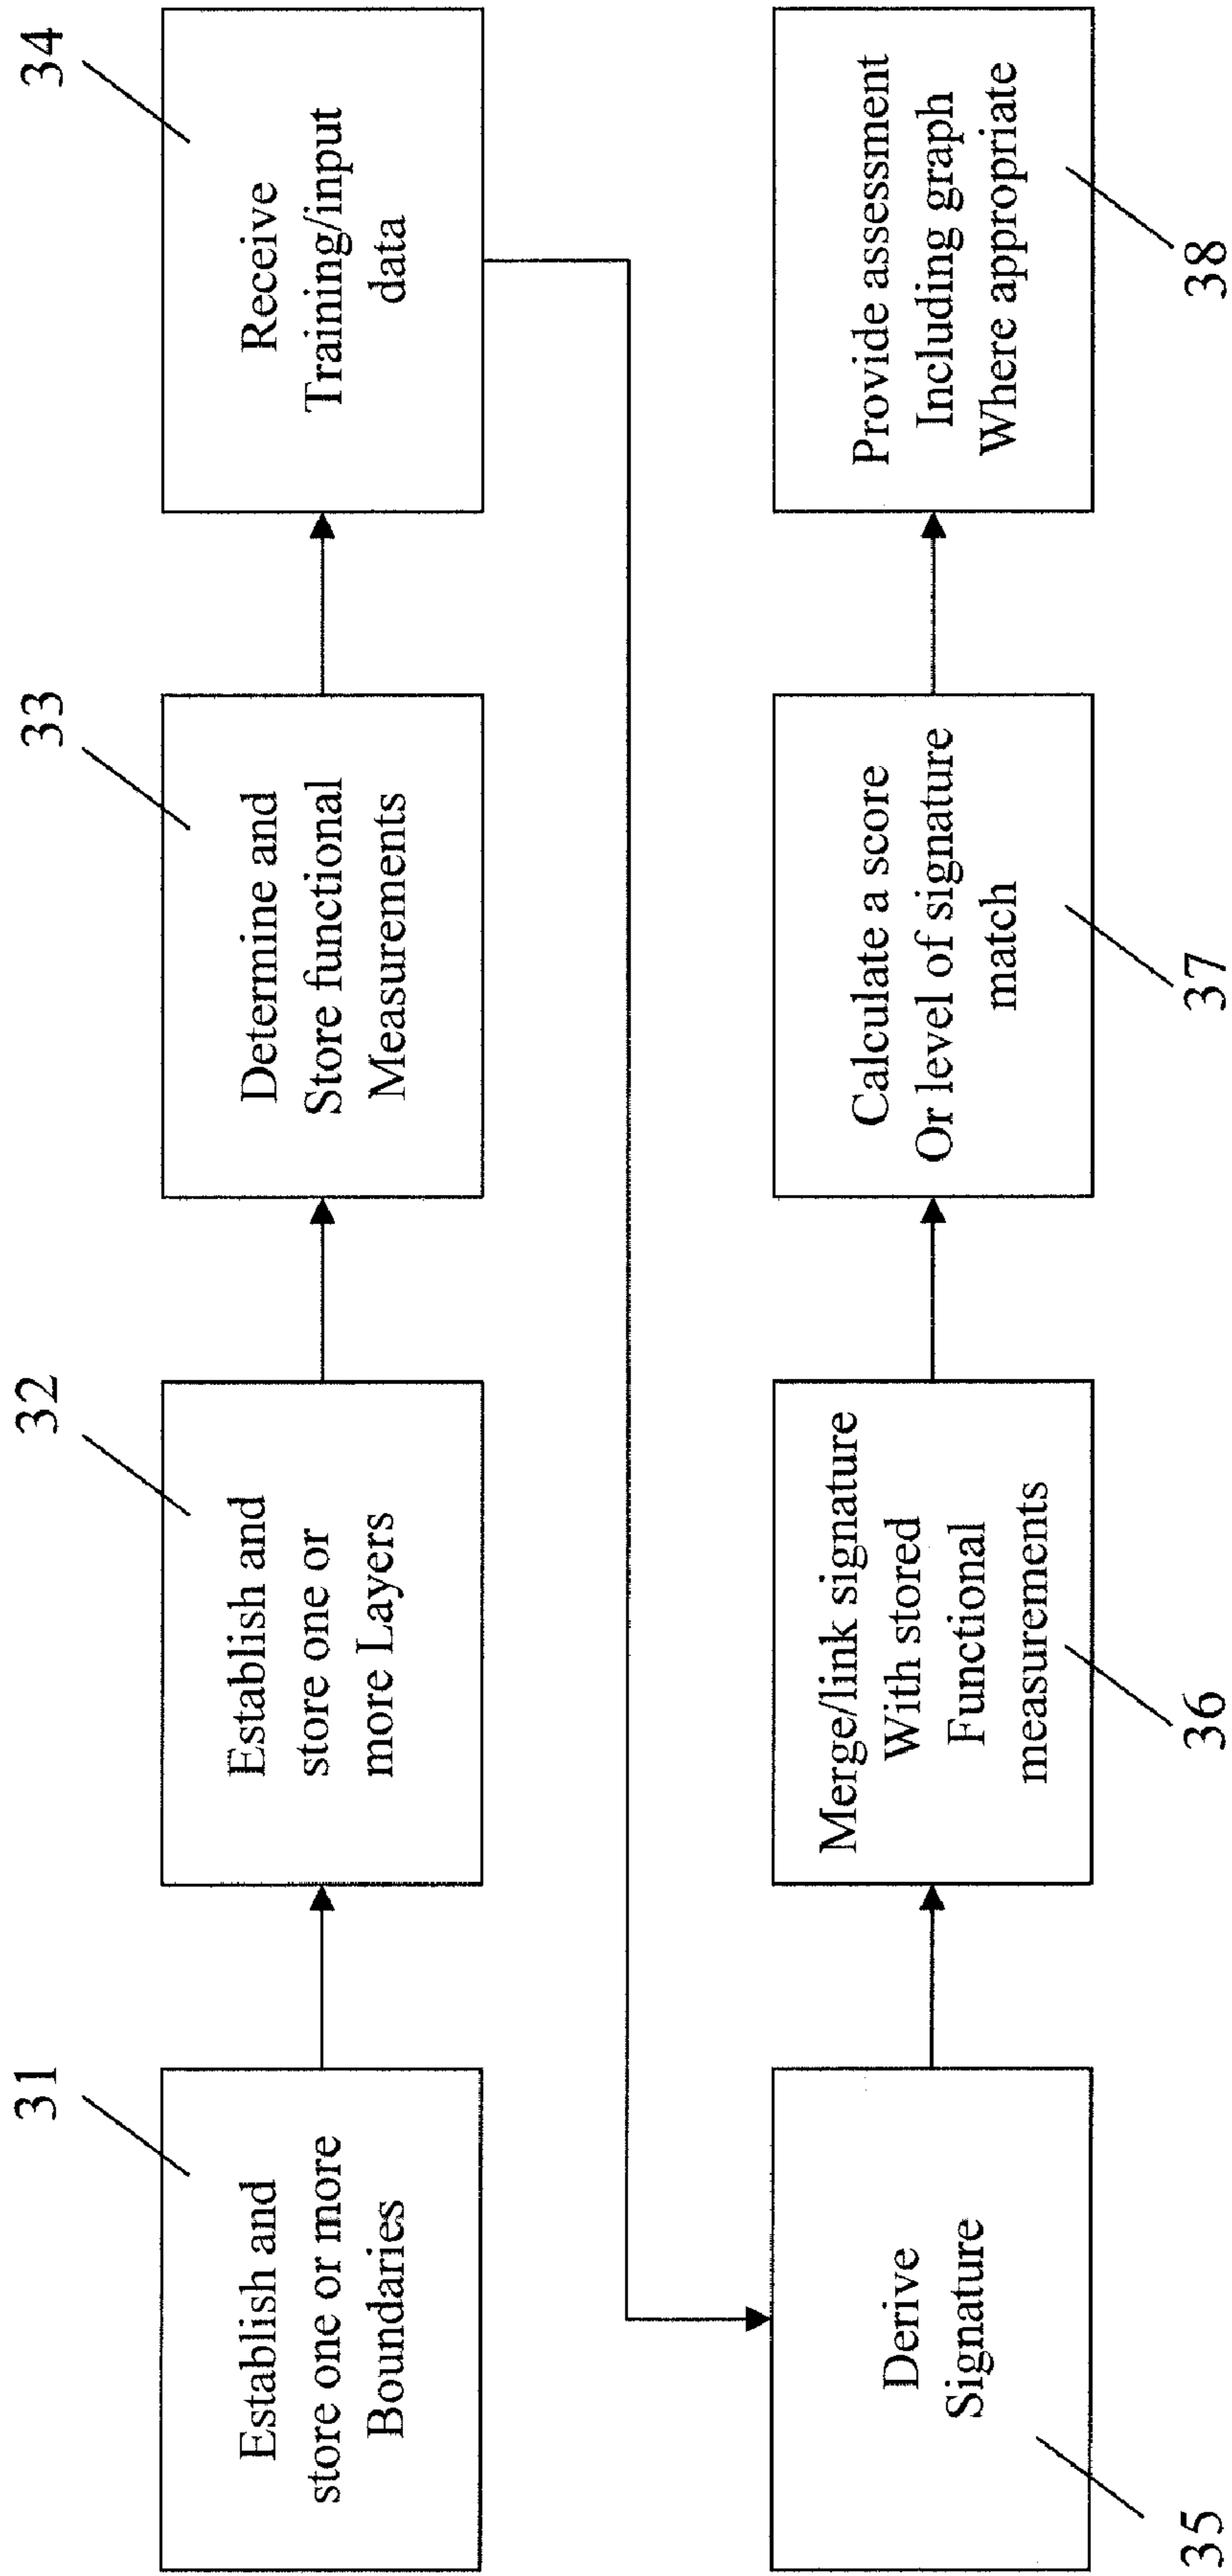 31
Establish and
store one or more
Boundaries
32
Establish and
store one or
more Layers
33
Determine and
Store functional
Measurements
34
Receive
Training/input
data
35
Derive
Signature
36
Merge/link signature
With stored
Functional
measurements
37
Calculate a score
Or level of signature
match
38
Provide assessment
Including graph
Where appropriate